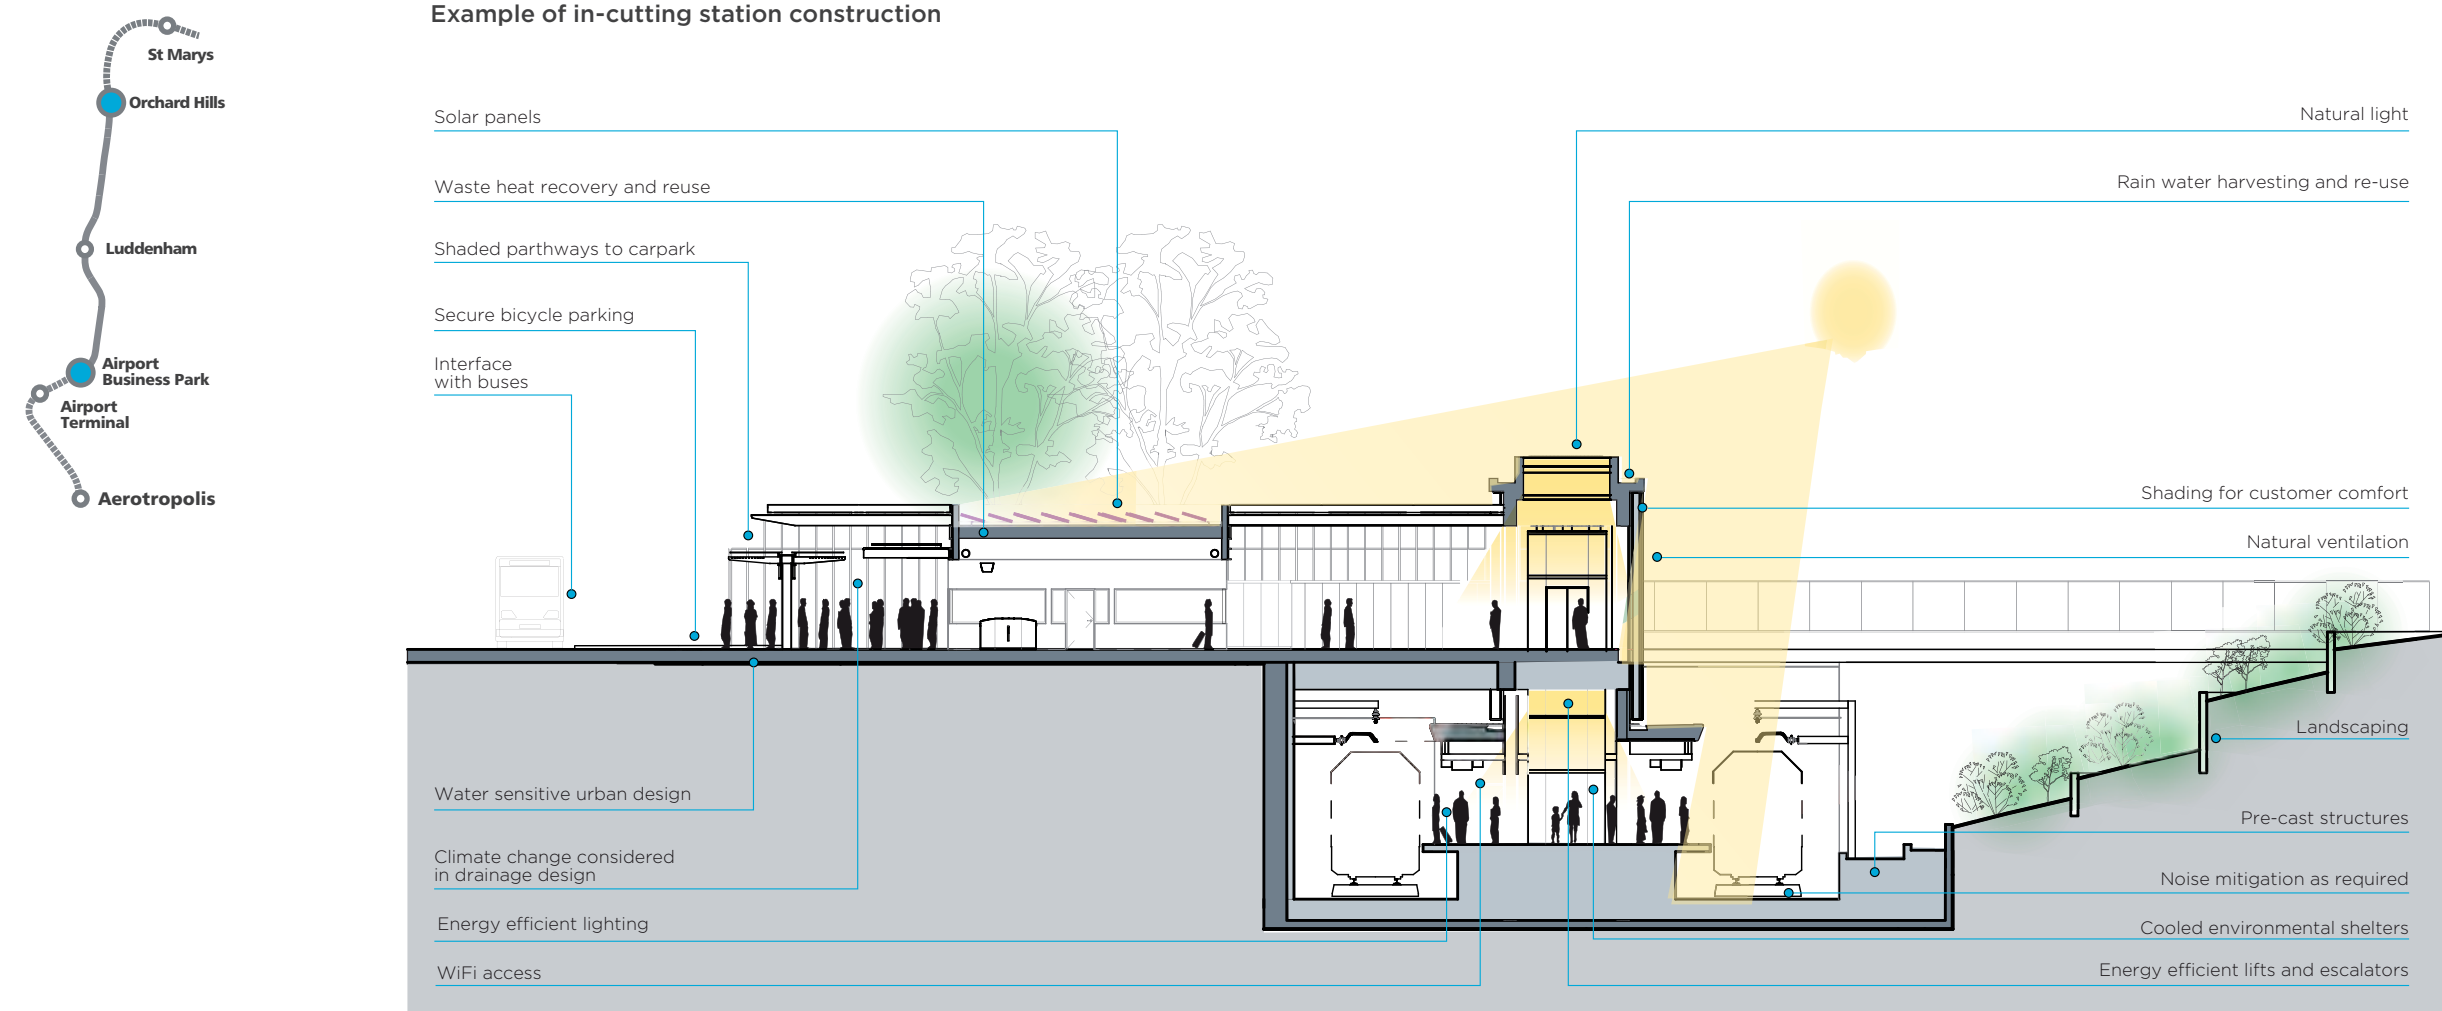 Example of in-cutting station construction
St Marys
Orchard Hills
Luddenham
Airport
Business Park
Airport
Terminal
Aerotropolis
Solar panels
Waste heat recovery and reuse
Shaded parthways to carpark
Secure bicycle parking
Interface
with buses
Water sensitive urban design
Climate change considered
in drainage design
Energy efficient lighting
WiFi access
Natural light
Rain water harvesting and re-use
Shading for customer comfort
Natural ventilation
Landscaping
Pre-cast structures
Noise mitigation as required
Cooled environmental shelters
Energy efficient lifts and escalators